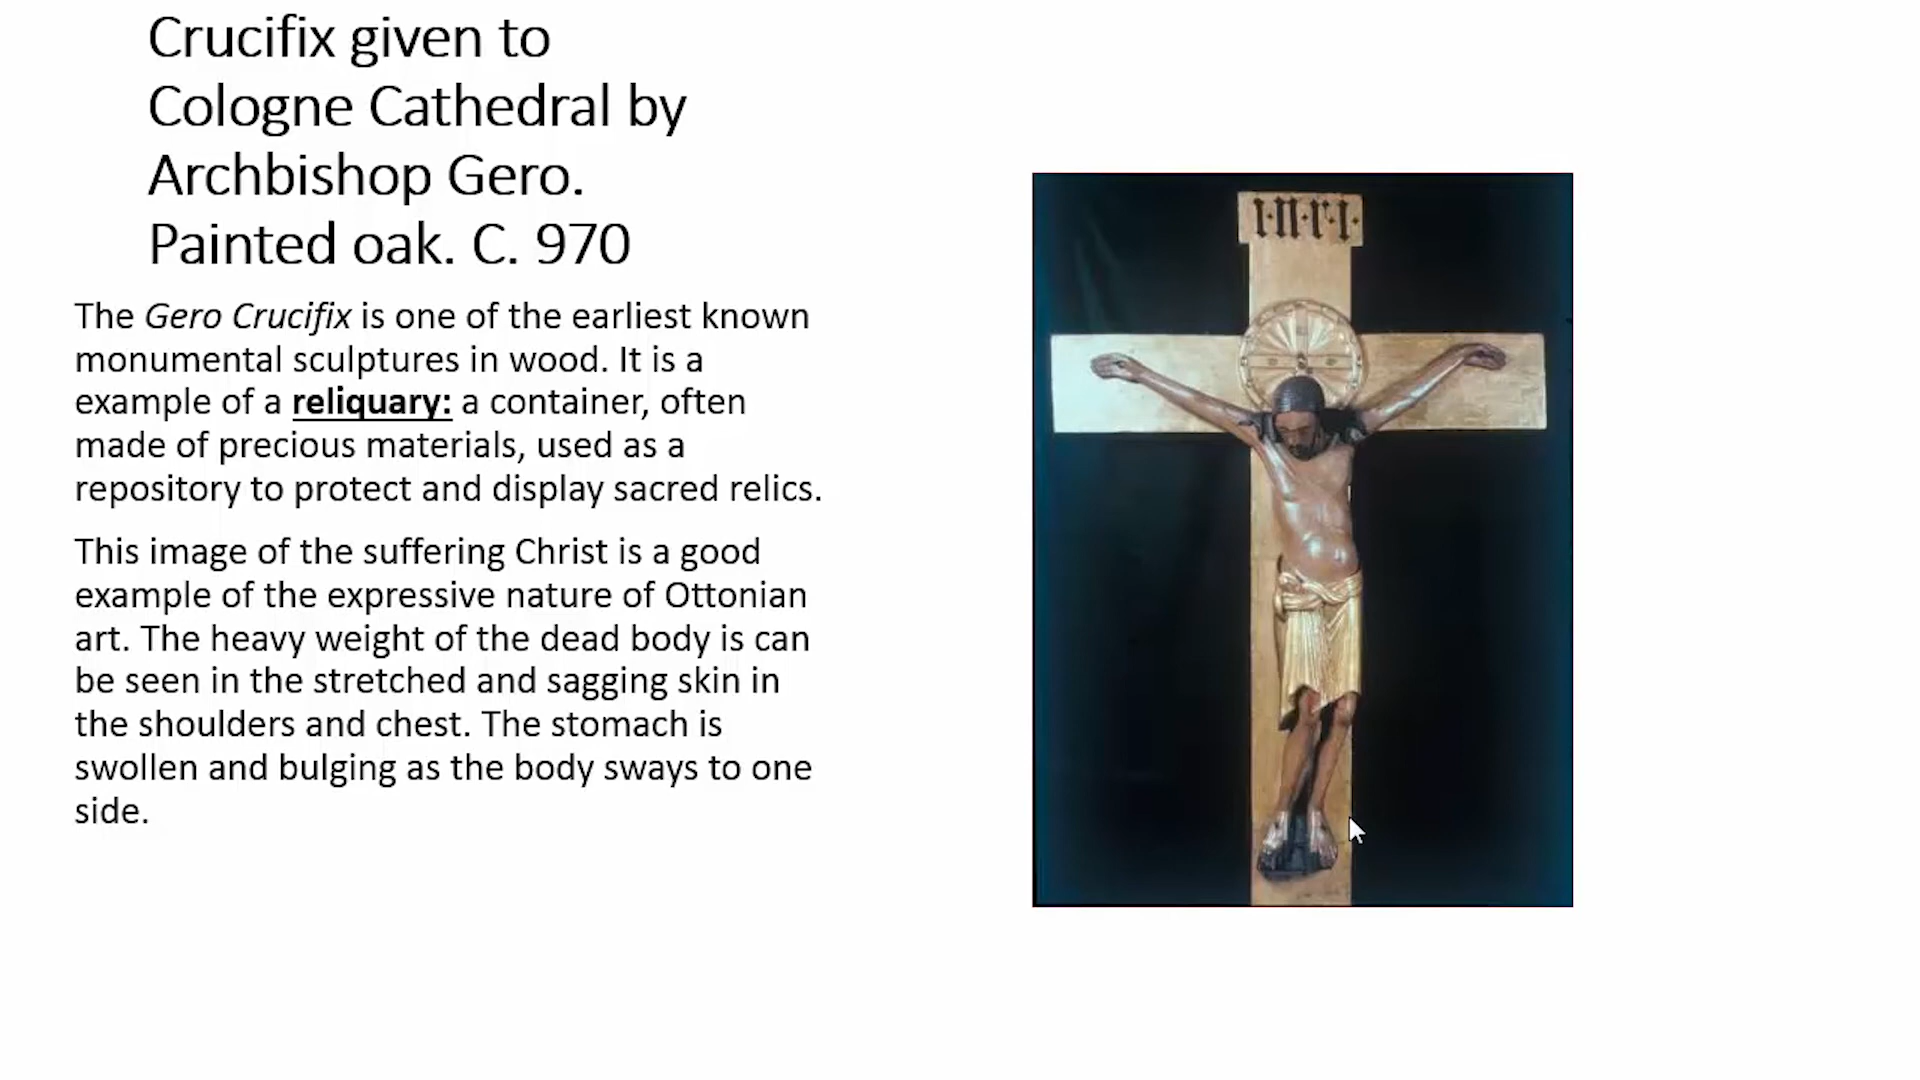 Crucifix given to
Cologne Cathedral by
Archbishop Gero.
Painted oak. C. 970
The Gero Crucifix is one of the earliest known
monumental sculptures in wood. It is a
example of a reliquary: a container, often
made of precious materials, used as a
repository to protect and display sacred relics.
This image of the suffering Christ is a good
example of the expressive nature of Ottonian
art. The heavy weight of the dead body is can
be seen in the stretched and sagging skin in
the shoulders and chest. The stomach is
swollen and bulging as the body sways to one
side.
I·N·R·I·